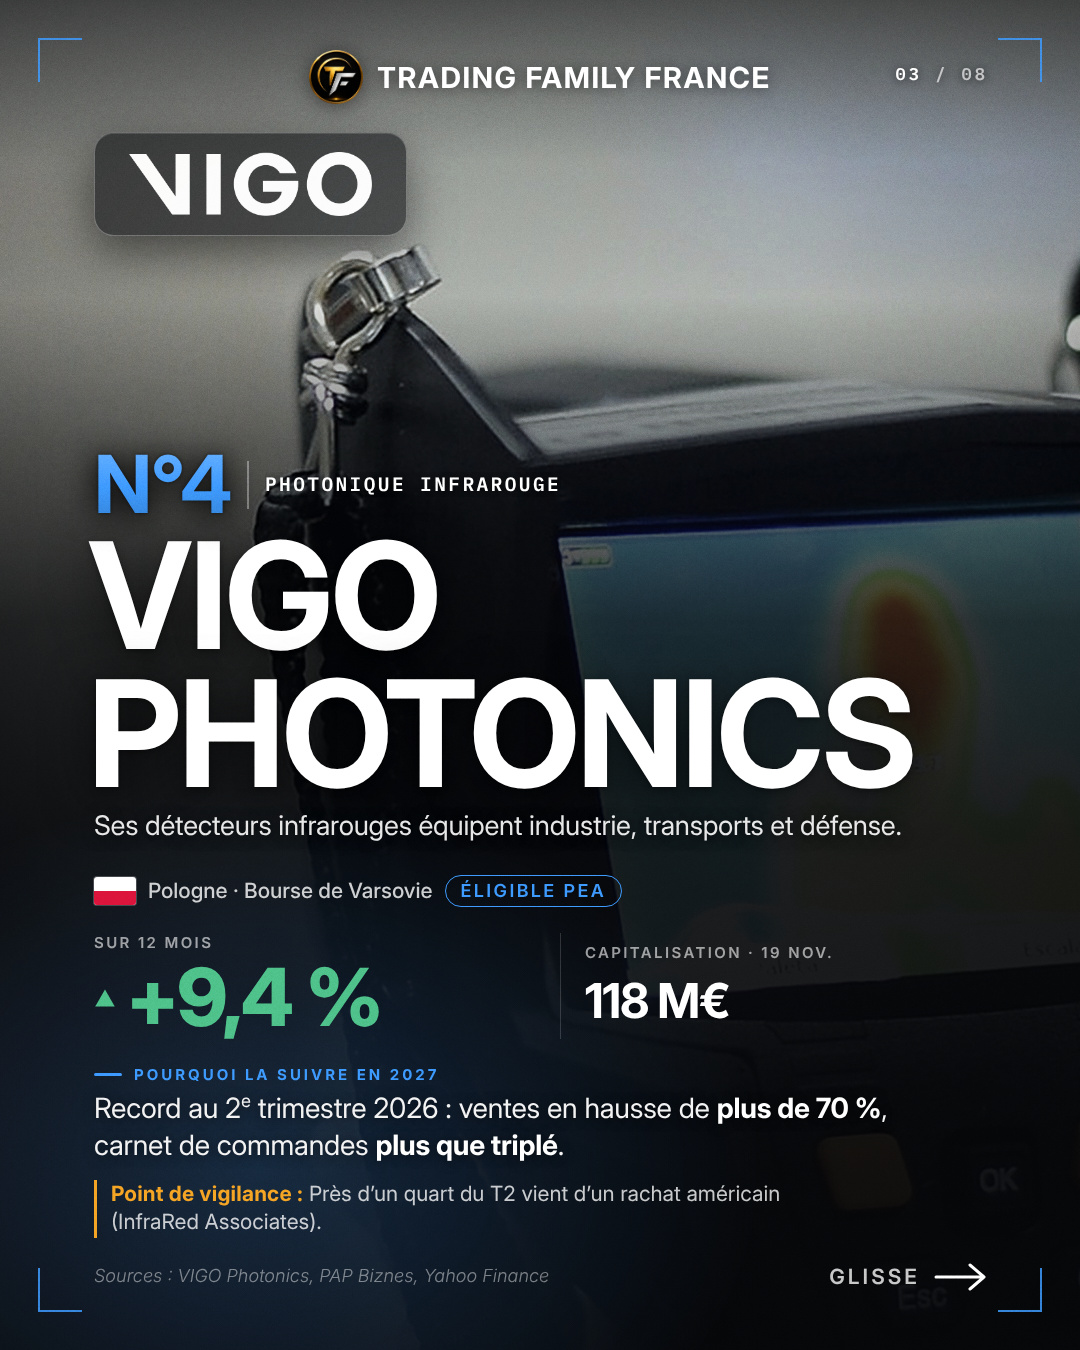 TF TRADING FAMILY FRANCE
03 / 08
VIGO
N°4
PHOTONIQUE INFRAROUGE
VIGO
PHOTONICS
Ses détecteurs infrarouges équipent industrie, transports et défense.
Pologne · Bourse de Varsovie ÉLIGIBLE PEA
SUR 12 MOIS
+9,4 %
CAPITALISATION · 19 NOV.
118 M€
POURQUOI LA SUIVRE EN 2027
Record au 2e trimestre 2026 : ventes en hausse de plus de 70 %,
carnet de commandes plus que triplé.
Point de vigilance : Près d’un quart du T2 vient d’un rachat américain
(InfraRed Associates).
OK
Sources : VIGO Photonics, PAP Biznes, Yahoo Finance
GLISSE
Esc